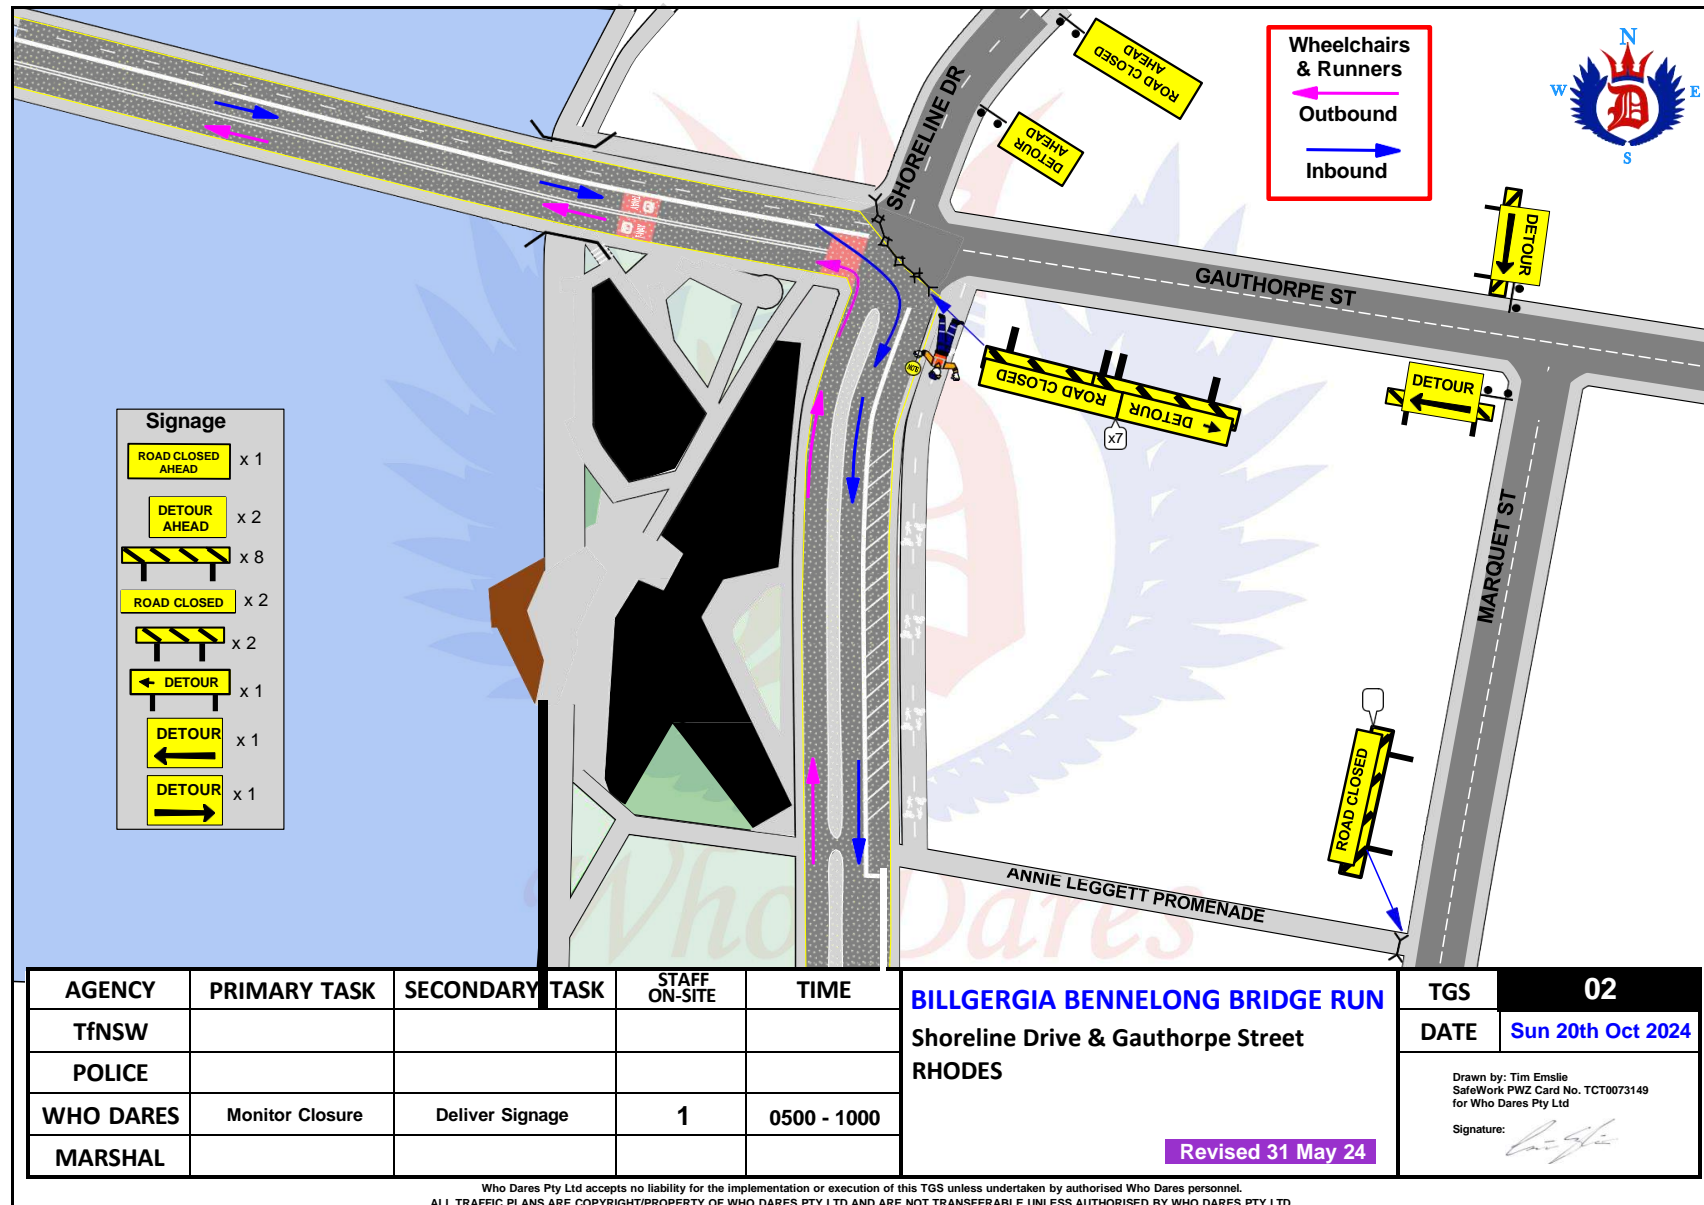 Wheelchairs
& Runners
Outbound
Inbound
N
W
E
S
D
ROAD CLOSED
AHEAD
DETOUR
AHEAD
SHORELINE DR
GAUTHORPE ST
DETOUR
DETOUR
ROAD CLOSED
DETOUR
x7
MARQUET ST
ROAD CLOSED
ANNIE LEGGETT PROMENADE
Signage
ROAD CLOSED
AHEAD
x 1
DETOUR
AHEAD
x 2
x 8
ROAD CLOSED
x 2
x 2
DETOUR
x 1
DETOUR
x 1
DETOUR
x 1
Who Dares
AGENCY PRIMARY TASK SECONDARY TASK STAFF ON-SITE TIME
TfNSW
POLICE
WHO DARES Monitor Closure Deliver Signage 1 0500 - 1000
MARSHAL
BILLGERGIA BENNELONG BRIDGE RUN
Shoreline Drive & Gauthorpe Street
RHODES
Revised 31 May 24
TGS 02
DATE Sun 20th Oct 2024
Drawn by: Tim Emslie
SafeWork PWZ Card No. TCT0073149
for Who Dares Pty Ltd
Signature:
Who Dares Pty Ltd accepts no liability for the implementation or execution of this TGS unless undertaken by authorised Who Dares personnel.
ALL TRAFFIC PLANS ARE COPYRIGHT/PROPERTY OF WHO DARES PTY LTD AND ARE NOT TRANSFERABLE UNLESS AUTHORISED BY WHO DARES PTY LTD